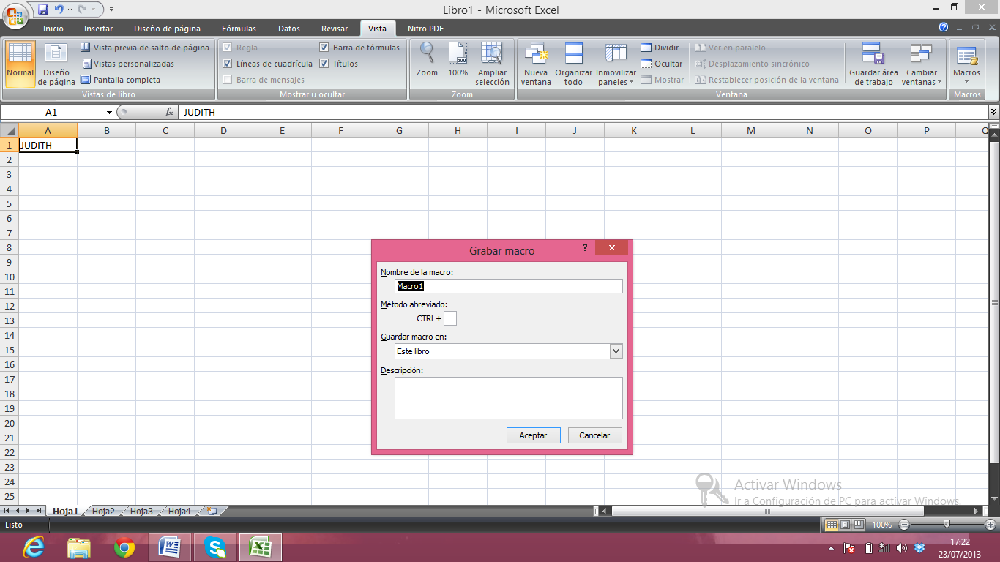 Libro1 - Microsoft Excel
Inicio Insertar Diseño de página Fórmulas Datos Revisar Vista Nitro PDF
Normal
Diseño de página
Vista previa de salto de página
Vistas personalizadas
Pantalla completa
Vistas de libro
Regla
Líneas de cuadrícula
Barra de mensajes
Barra de fórmulas
Títulos
Mostrar u ocultar
Zoom
100%
Ampliar selección
Zoom
Nueva ventana
Organizar todo
Inmovilizar paneles
Dividir
Ocultar
Mostrar
Ver en paralelo
Desplazamiento sincrónico
Restablecer posición de la ventana
Guardar área de trabajo
Cambiar ventanas
Ventana
Macros
Macros
A1 fx JUDITH
A B C D E F G H I J K L M N O P Q
1 JUDITH
2
3
4
5
6
7
8
9
10
11
12
13
14
15
16
17
18
19
20
21
22
23
24
25
Grabar macro ?
Nombre de la macro:
Macro1
Método abreviado:
CTRL+
Guardar macro en:
Este libro
Descripción:
Aceptar Cancelar
Activar Windows
Ir a Configuración de PC para activar Windows.
Hoja1 Hoja2 Hoja3 Hoja4
Listo 100%
17:22
23/07/2013